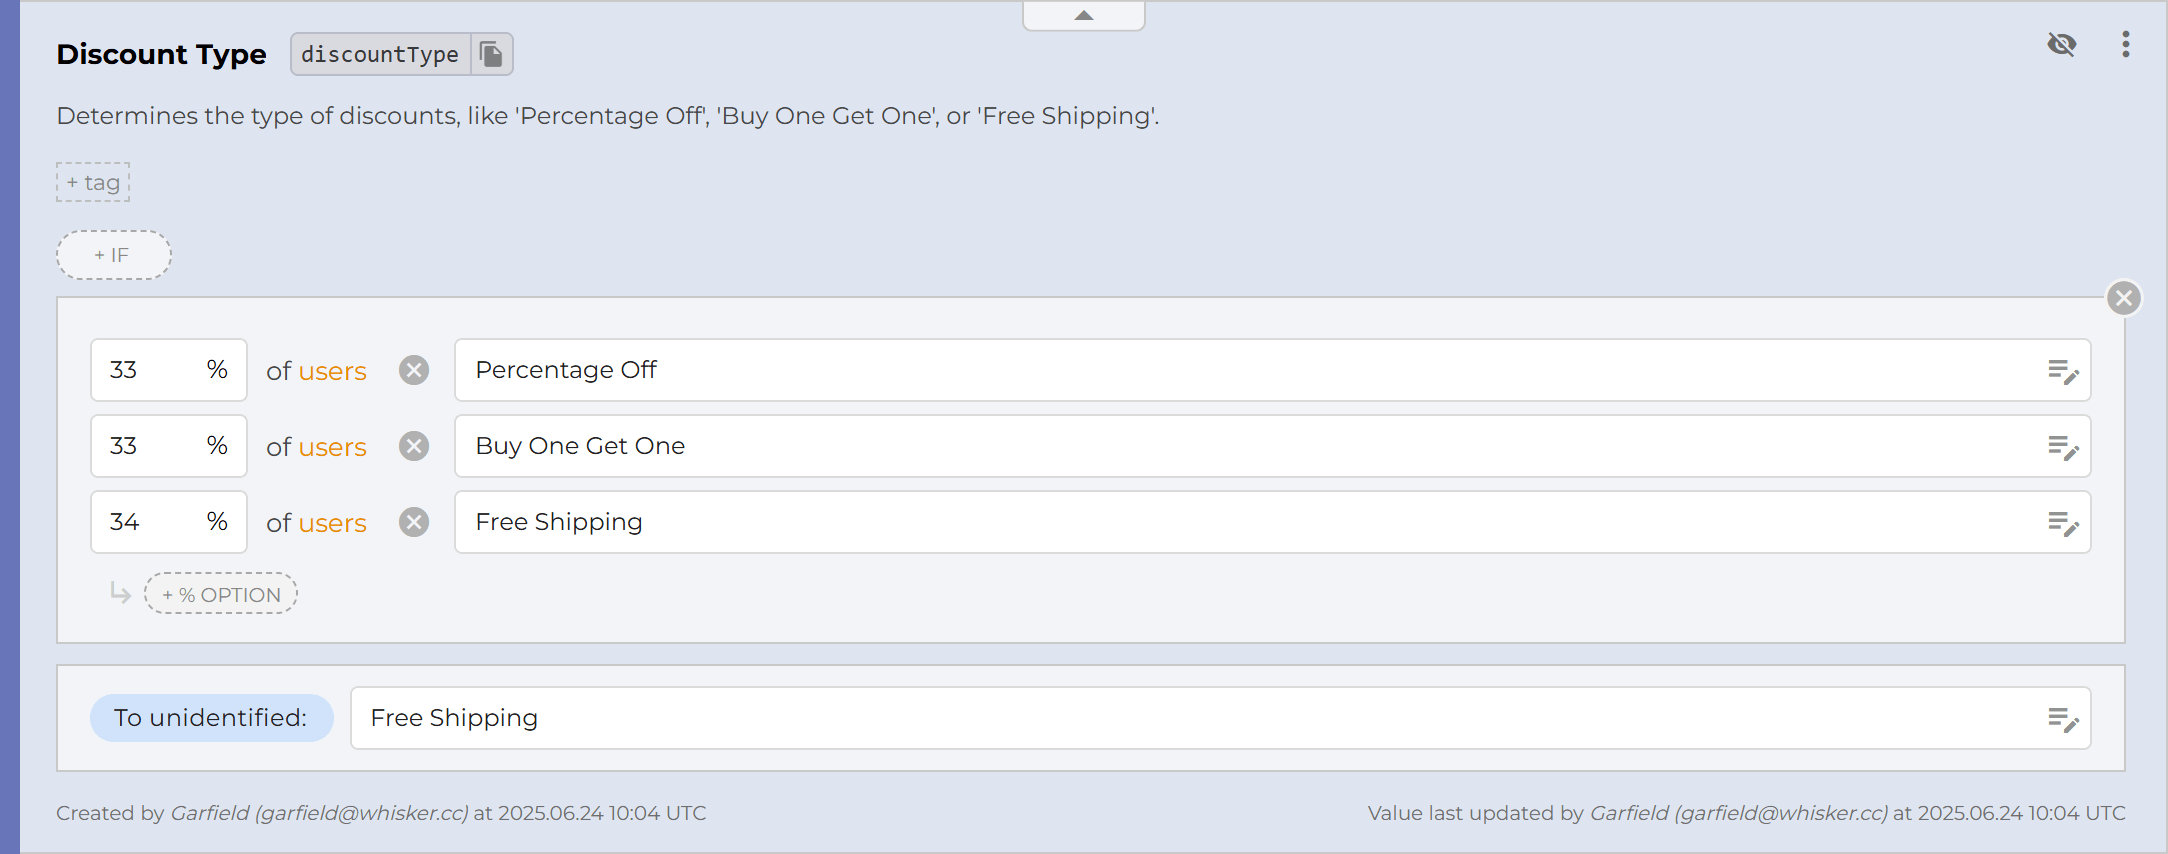 Discount Type discountType
Determines the type of discounts, like 'Percentage Off', 'Buy One Get One', or 'Free Shipping'.
+ tag
+ IF
33 % of users Percentage Off
33 % of users Buy One Get One
34 % of users Free Shipping
+ % OPTION
To unidentified: Free Shipping
Created by Garfield (garfield@whisker.cc) at 2025.06.24 10:04 UTC Value last updated by Garfield (garfield@whisker.cc) at 2025.06.24 10:04 UTC